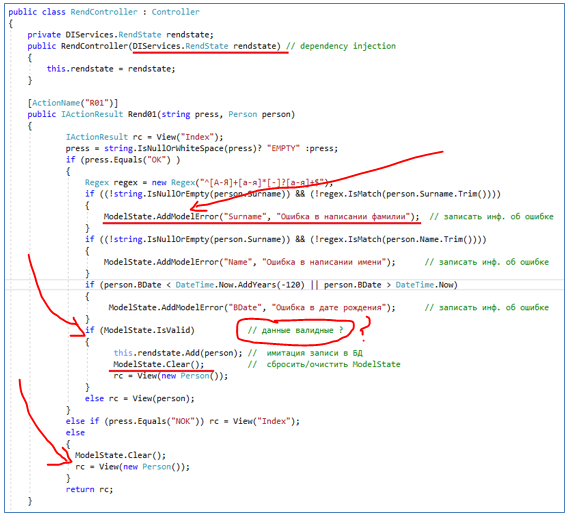 public class RendController : Controller
{
private DIServices.RendState rendstate;
public RendController(DIServices.RendState rendstate) // dependency injection
{
this.rendstate = rendstate;
}
[ActionName("R01")]
public IActionResult Rend01(string press, Person person)
{
IActionResult rc = View("Index");
press = string.IsNullOrWhiteSpace(press)? "EMPTY" :press;
if (press.Equals("OK") )
{
Regex regex = new Regex("^[А-Я]+[а-я]*[-]?[а-я]+$");
if ((!string.IsNullOrEmpty(person.Surname)) && (!regex.IsMatch(person.Surname.Trim())))
{
ModelState.AddModelError("Surname", "Ошибка в написании фамилии"); // записать инф. об ошибке
}
if ((!string.IsNullOrEmpty(person.Surname)) && (!regex.IsMatch(person.Name.Trim())))
{
ModelState.AddModelError("Name", "Ошибка в написании имени"); // записать инф. об ошибке
}
if (person.BDate < DateTime.Now.AddYears(-120) || person.BDate > DateTime.Now)
{
ModelState.AddModelError("BDate", "Ошибка в дате рождения"); // записать инф. об ошибке
}
if (ModelState.IsValid) // данные валидные ? ?
{
this.rendstate.Add(person); // имитация записи в БД
ModelState.Clear(); // сбросить/очистить ModelState
rc = View(new Person());
}
else rc = View(person);
}
else if (press.Equals("NOK")) rc = View("Index");
else
{
ModelState.Clear();
rc = View(new Person());
}
return rc;
}